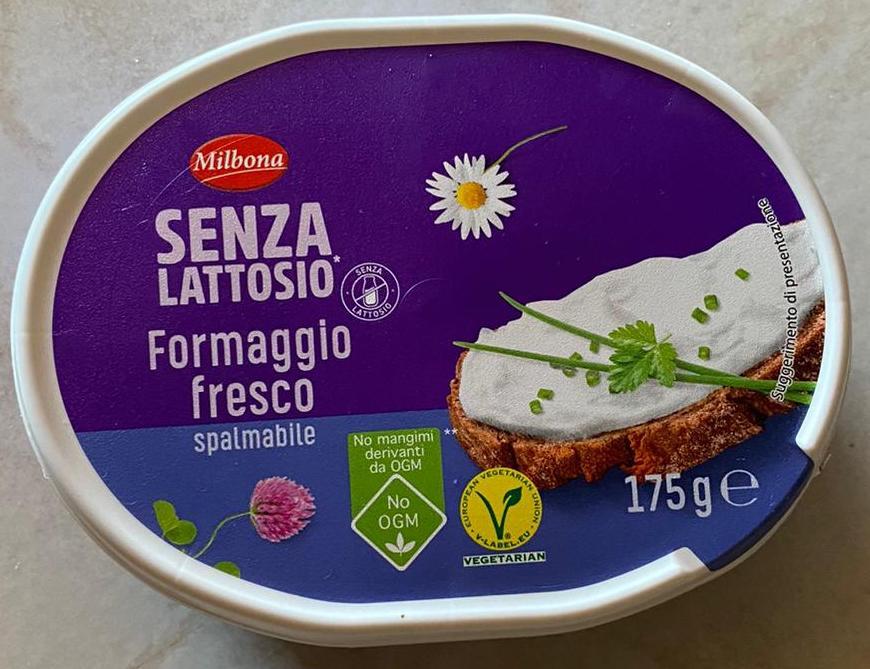 Milbona
SENZA
LATTOSIO*
SENZA
LATTOSIO
Formaggio
fresco
spalmabile
No mangimi**
derivanti
da OGM
No
OGM
EUROPEAN VEGETARIAN UNION
V-LABEL.EU®
VEGETARIAN
175g℮
Suggerimento di presentazione